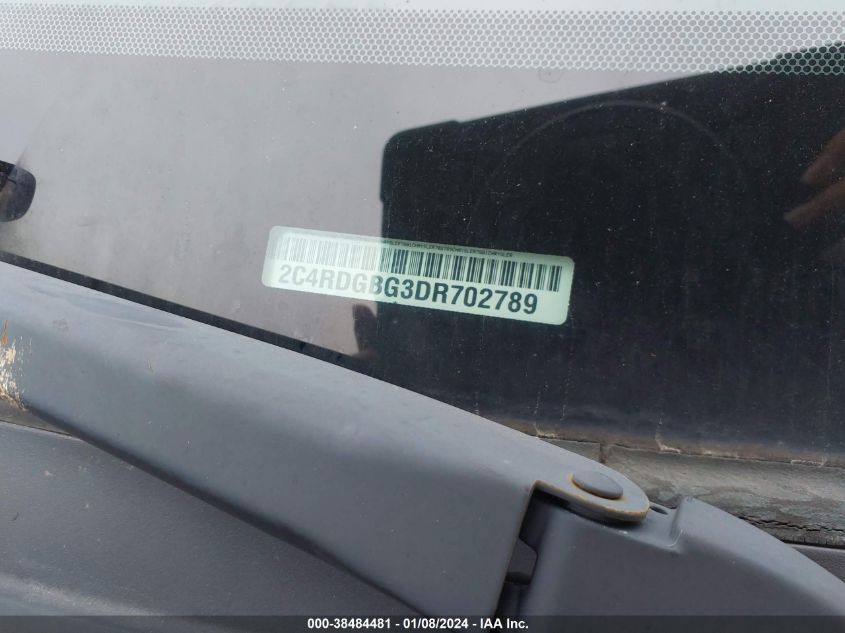 2C4RDGBG3DR702789
000-38484481 - 01/08/2024 - IAA Inc.